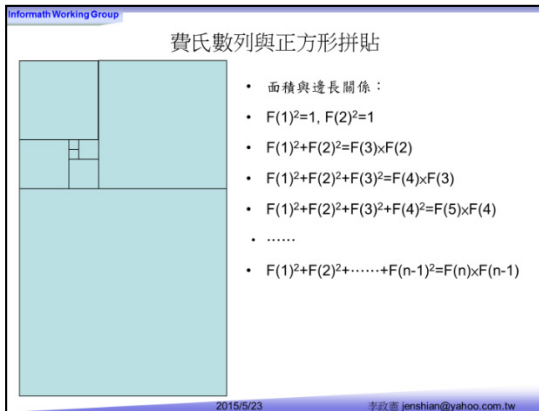 Informath Working Group
費氏數列與正方形拼貼
• 面積與邊長關係：
• F(1)²=1, F(2)²=1
• F(1)²+F(2)²=F(3)×F(2)
• F(1)²+F(2)²+F(3)²=F(4)×F(3)
• F(1)²+F(2)²+F(3)²+F(4)²=F(5)×F(4)
• ⋯⋯
• F(1)²+F(2)²+⋯⋯+F(n-1)²=F(n)×F(n-1)
2015/5/23
李政憲 jenshian@yahoo.com.tw